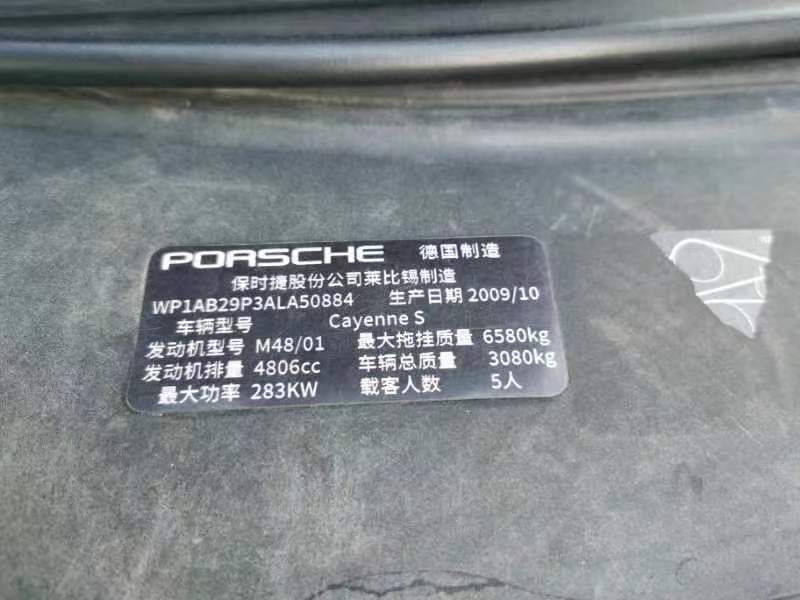 PORSCHE 德国制造
保时捷股份公司莱比锡制造
WP1AB29P3ALA50884 生产日期 2009/10
车辆型号 Cayenne S
发动机型号 M48/01 最大拖挂质量 6580kg
发动机排量 4806cc 车辆总质量 3080kg
最大功率 283KW 载客人数 5人